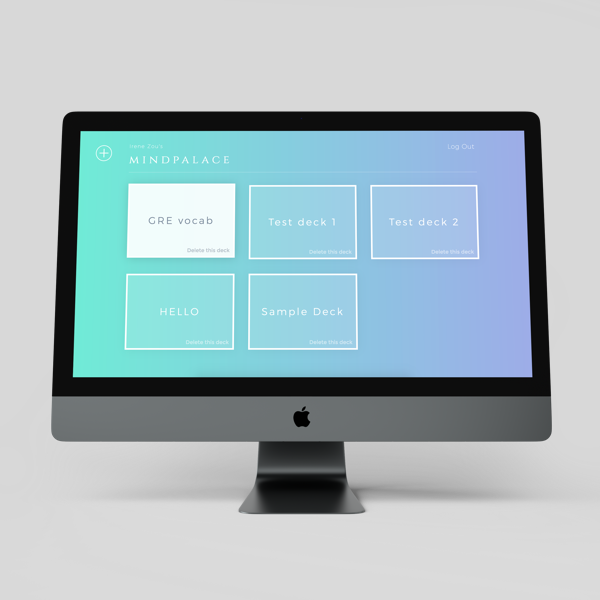 Zou's
Log Out
MINDPALACE
GRE vocab
Delete this deck
Test deck 1
Delete this deck
Test deck 2
Delete this deck
HELLO
Delete this deck
Sample Deck
Delete this deck